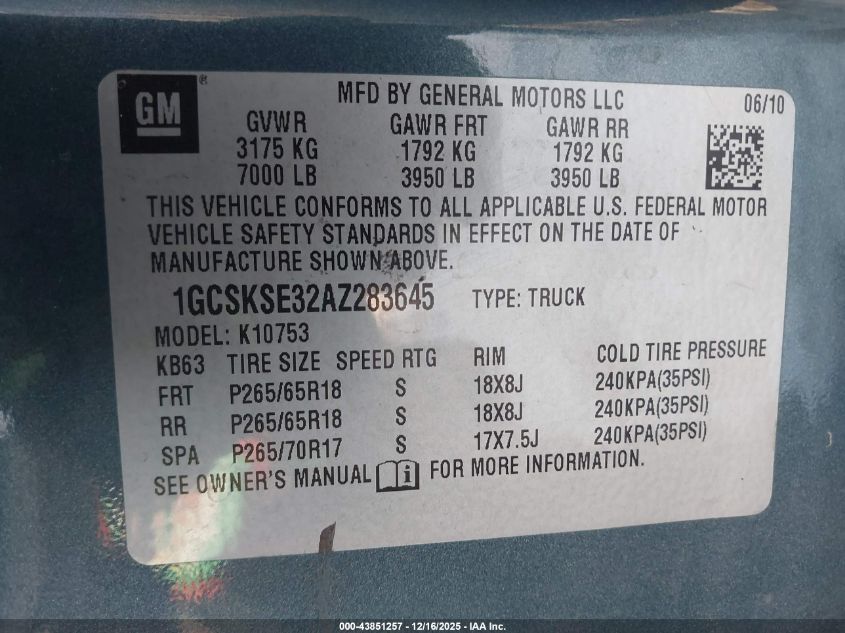 GM®
MFD BY GENERAL MOTORS LLC
06/10
GVWR GAWR FRT GAWR RR
3175 KG 1792 KG 1792 KG
7000 LB 3950 LB 3950 LB
THIS VEHICLE CONFORMS TO ALL APPLICABLE U.S. FEDERAL MOTOR
VEHICLE SAFETY STANDARDS IN EFFECT ON THE DATE OF
MANUFACTURE SHOWN ABOVE.
1GCSKSE32AZ283645 TYPE: TRUCK
MODEL: K10753
KB63 TIRE SIZE SPEED RTG RIM COLD TIRE PRESSURE
FRT P265/65R18 S 18X8J 240KPA(35PSI)
RR P265/65R18 S 18X8J 240KPA(35PSI)
SPA P265/70R17 S 17X7.5J 240KPA(35PSI)
SEE OWNER'S MANUAL i FOR MORE INFORMATION.
000-43851257 - 12/16/2025 - IAA Inc.